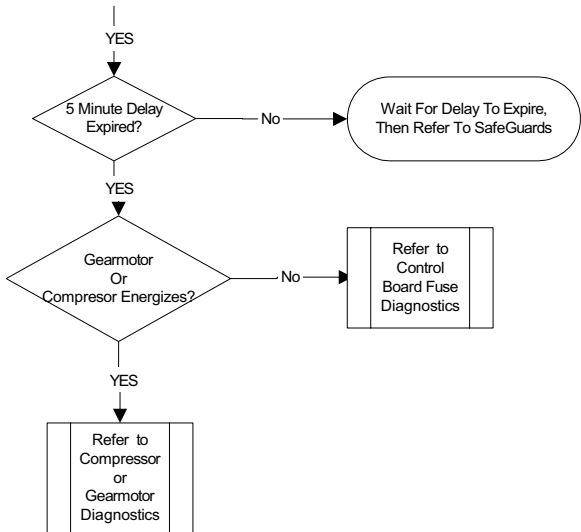 YES
5 Minute Delay
Expired?
No
Wait For Delay To Expire,
Then Refer To SafeGuards
YES
Gearmotor
Or
Compresor Energizes?
No
Refer to
Control
Board Fuse
Diagnostics
YES
Refer to
Compressor
or
Gearmotor
Diagnostics